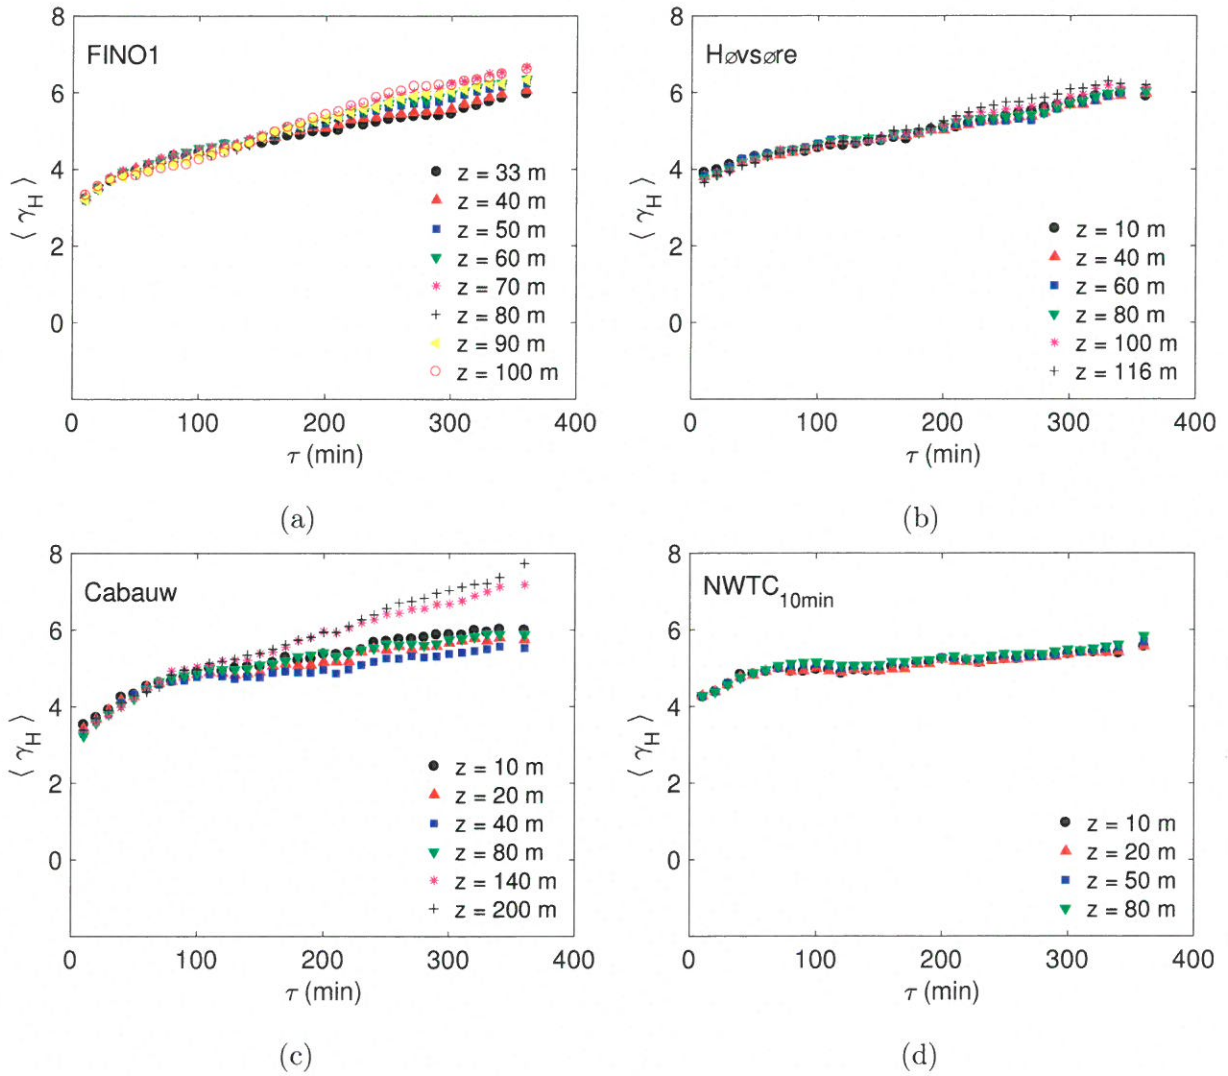 8
6
4
2
0
⟨ γH ⟩
FINO1
z = 33 m
z = 40 m
z = 50 m
z = 60 m
z = 70 m
z = 80 m
z = 90 m
z = 100 m
0 100 200 300 400
τ (min)
(a)
8
6
4
2
0
⟨ γH ⟩
Høvsøre
z = 10 m
z = 40 m
z = 60 m
z = 80 m
z = 100 m
z = 116 m
0 100 200 300 400
τ (min)
(b)
8
6
4
2
0
⟨ γH ⟩
Cabauw
z = 10 m
z = 20 m
z = 40 m
z = 80 m
z = 140 m
z = 200 m
0 100 200 300 400
τ (min)
(c)
8
6
4
2
0
⟨ γH ⟩
NWTC10min
z = 10 m
z = 20 m
z = 50 m
z = 80 m
0 100 200 300 400
τ (min)
(d)